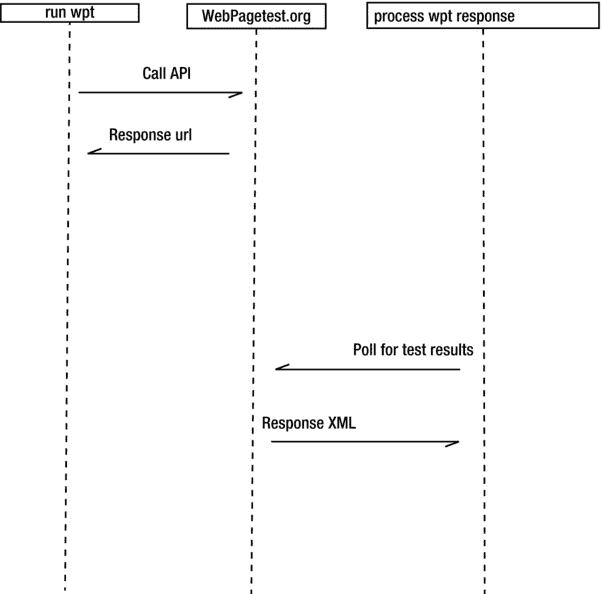 run wpt
WebPagetest.org
process wpt response
Call API
Response url
Poll for test results
Response XML